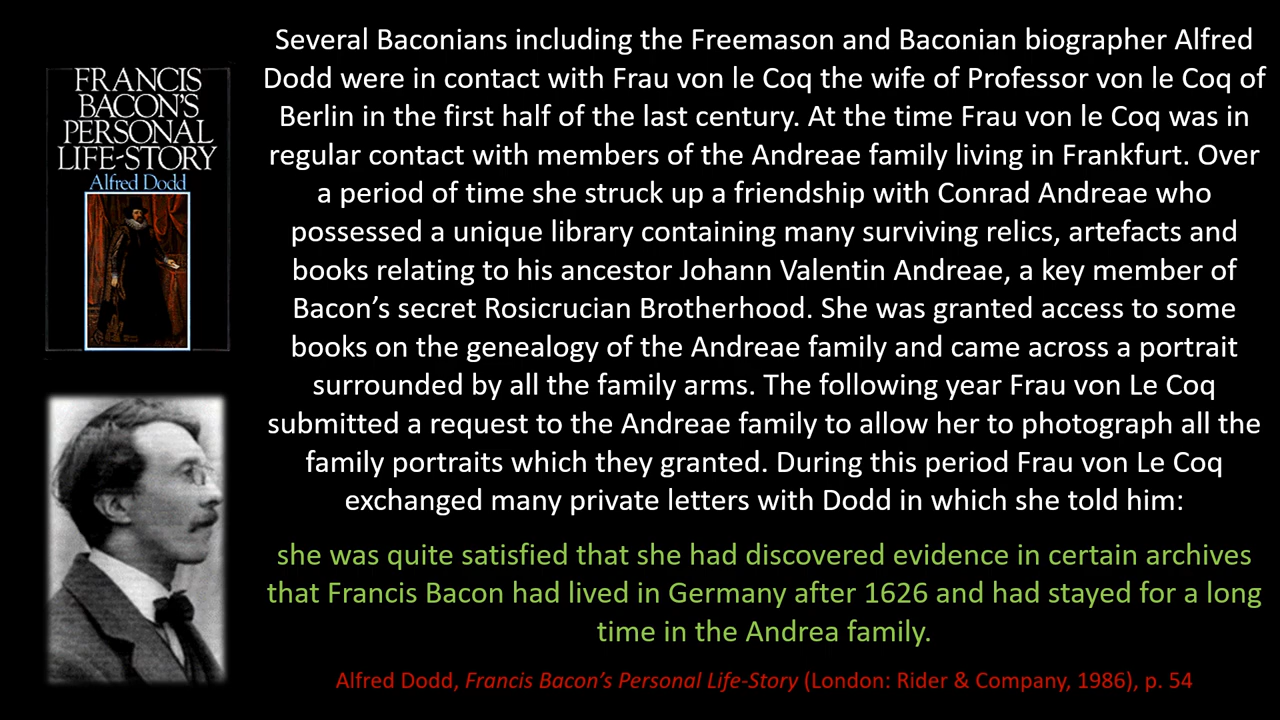 FRANCIS
BACON'S
PERSONAL
LIFE-STORY
Alfred Dodd
Several Baconians including the Freemason and Baconian biographer Alfred
Dodd were in contact with Frau von le Coq the wife of Professor von le Coq of
Berlin in the first half of the last century. At the time Frau von le Coq was in
regular contact with members of the Andreae family living in Frankfurt. Over
a period of time she struck up a friendship with Conrad Andreae who
possessed a unique library containing many surviving relics, artefacts and
books relating to his ancestor Johann Valentin Andreae, a key member of
Bacon's secret Rosicrucian Brotherhood. She was granted access to some
books on the genealogy of the Andreae family and came across a portrait
surrounded by all the family arms. The following year Frau von Le Coq
submitted a request to the Andreae family to allow her to photograph all the
family portraits which they granted. During this period Frau von Le Coq
exchanged many private letters with Dodd in which she told him:
she was quite satisfied that she had discovered evidence in certain archives
that Francis Bacon had lived in Germany after 1626 and had stayed for a long
time in the Andrea family.
Alfred Dodd, Francis Bacon's Personal Life-Story (London: Rider & Company, 1986), p. 54